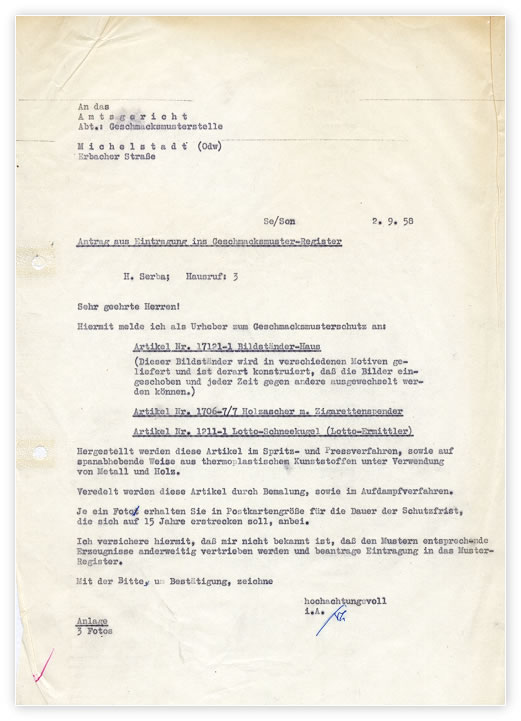 An das
Amtsgericht
Abt.: Geschmacksmusterstelle
Michelstadt (Odw)
Erbacher Straße
Se/Son 2. 9. 58
Antrag aus Eintragung ins Geschmacksmuster-Register
H. Serba; Hausruf: 3
Sehr geehrte Herren!
Hiermit melde ich als Urheber zum Geschmacksmusterschutz an:
Artikel Nr. 17121-1 Bildständer-Haus
(Dieser Bildständer wird in verschiedenen Motiven ge-
liefert und ist derart konstruiert, daß die Bilder ein-
geschoben und jeder Zeit gegen andere ausgewechselt wer-
den können.)
Artikel Nr. 1706-7/7 Holzascher m. Zigarettenspender
Artikel Nr. 1211-1 Lotto-Schneekugel (Lotto-Ermittler)
Hergestellt werden diese Artikel im Spritz- und Pressverfahren, sowie auf
spanabhebende Weise aus thermoplastischen Kunststoffen unter Verwendung
von Metall und Holz.
Veredelt werden diese Artikel durch Bemalung, sowie im Aufdampfverfahren.
Je ein Foto erhalten Sie in Postkartengröße für die Dauer der Schutzfrist,
die sich auf 15 Jahre erstrecken soll, anbei.
Ich versichere hiermit, daß mir nicht bekannt ist, daß den Mustern entsprechende
Erzeugnisse anderweitig vertrieben werden und beantrage Eintragung in das Muster-
Register.
Mit der Bitte, um Bestätigung, zeichne
hochachtungsvoll
i.A.
Anlage
3 Fotos